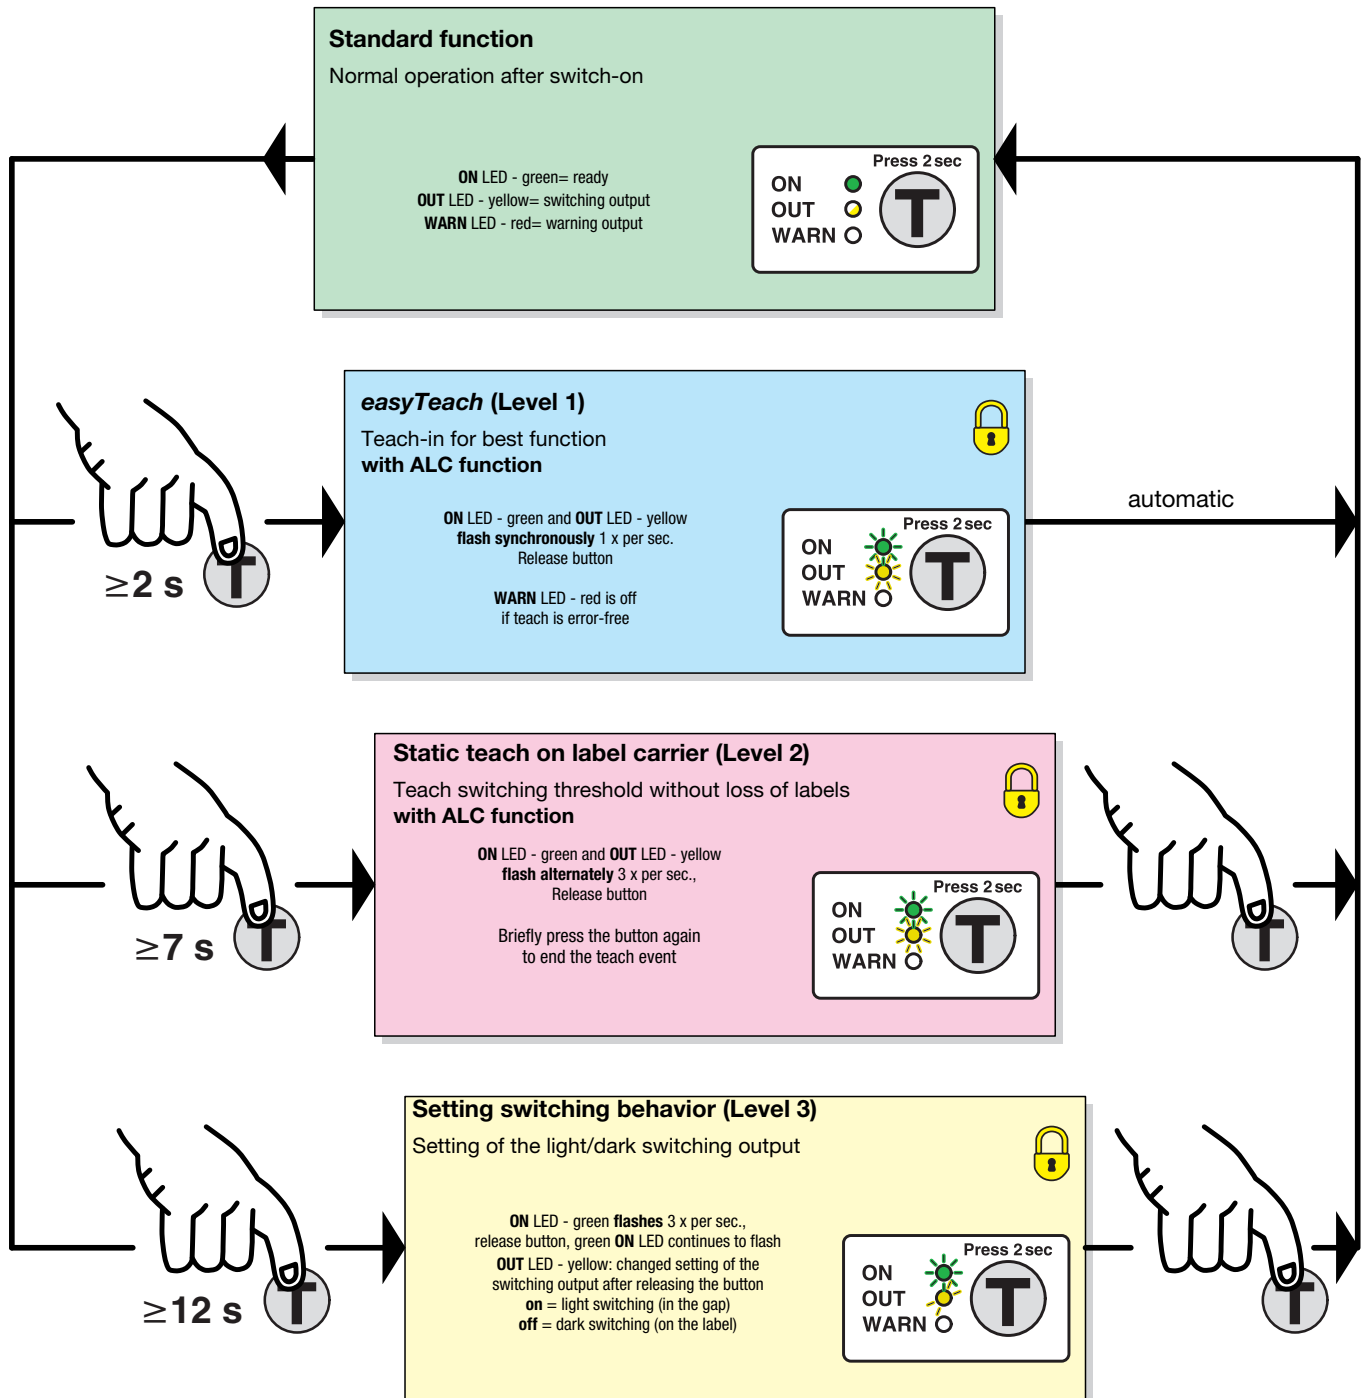 Standard function
Normal operation after switch-on
ON LED - green= ready
OUT LED - yellow= switching output
WARN LED - red= warning output
Press 2 sec
ON
OUT
WARN
T
easyTeach (Level 1)
Teach-in for best function
with ALC function
ON LED - green and OUT LED - yellow
flash synchronously 1 x per sec.
Release button
WARN LED - red is off
if teach is error-free
Press 2 sec
ON
OUT
WARN
T
automatic
≥2 s
T
Static teach on label carrier (Level 2)
Teach switching threshold without loss of labels
with ALC function
ON LED - green and OUT LED - yellow
flash alternately 3 x per sec.,
Release button
Briefly press the button again
to end the teach event
Press 2 sec
ON
OUT
WARN
T
≥7 s
T
T
Setting switching behavior (Level 3)
Setting of the light/dark switching output
ON LED - green flashes 3 x per sec.,
release button, green ON LED continues to flash
OUT LED - yellow: changed setting of the
switching output after releasing the button
on = light switching (in the gap)
off = dark switching (on the label)
Press 2 sec
ON
OUT
WARN
T
≥12 s
T
T